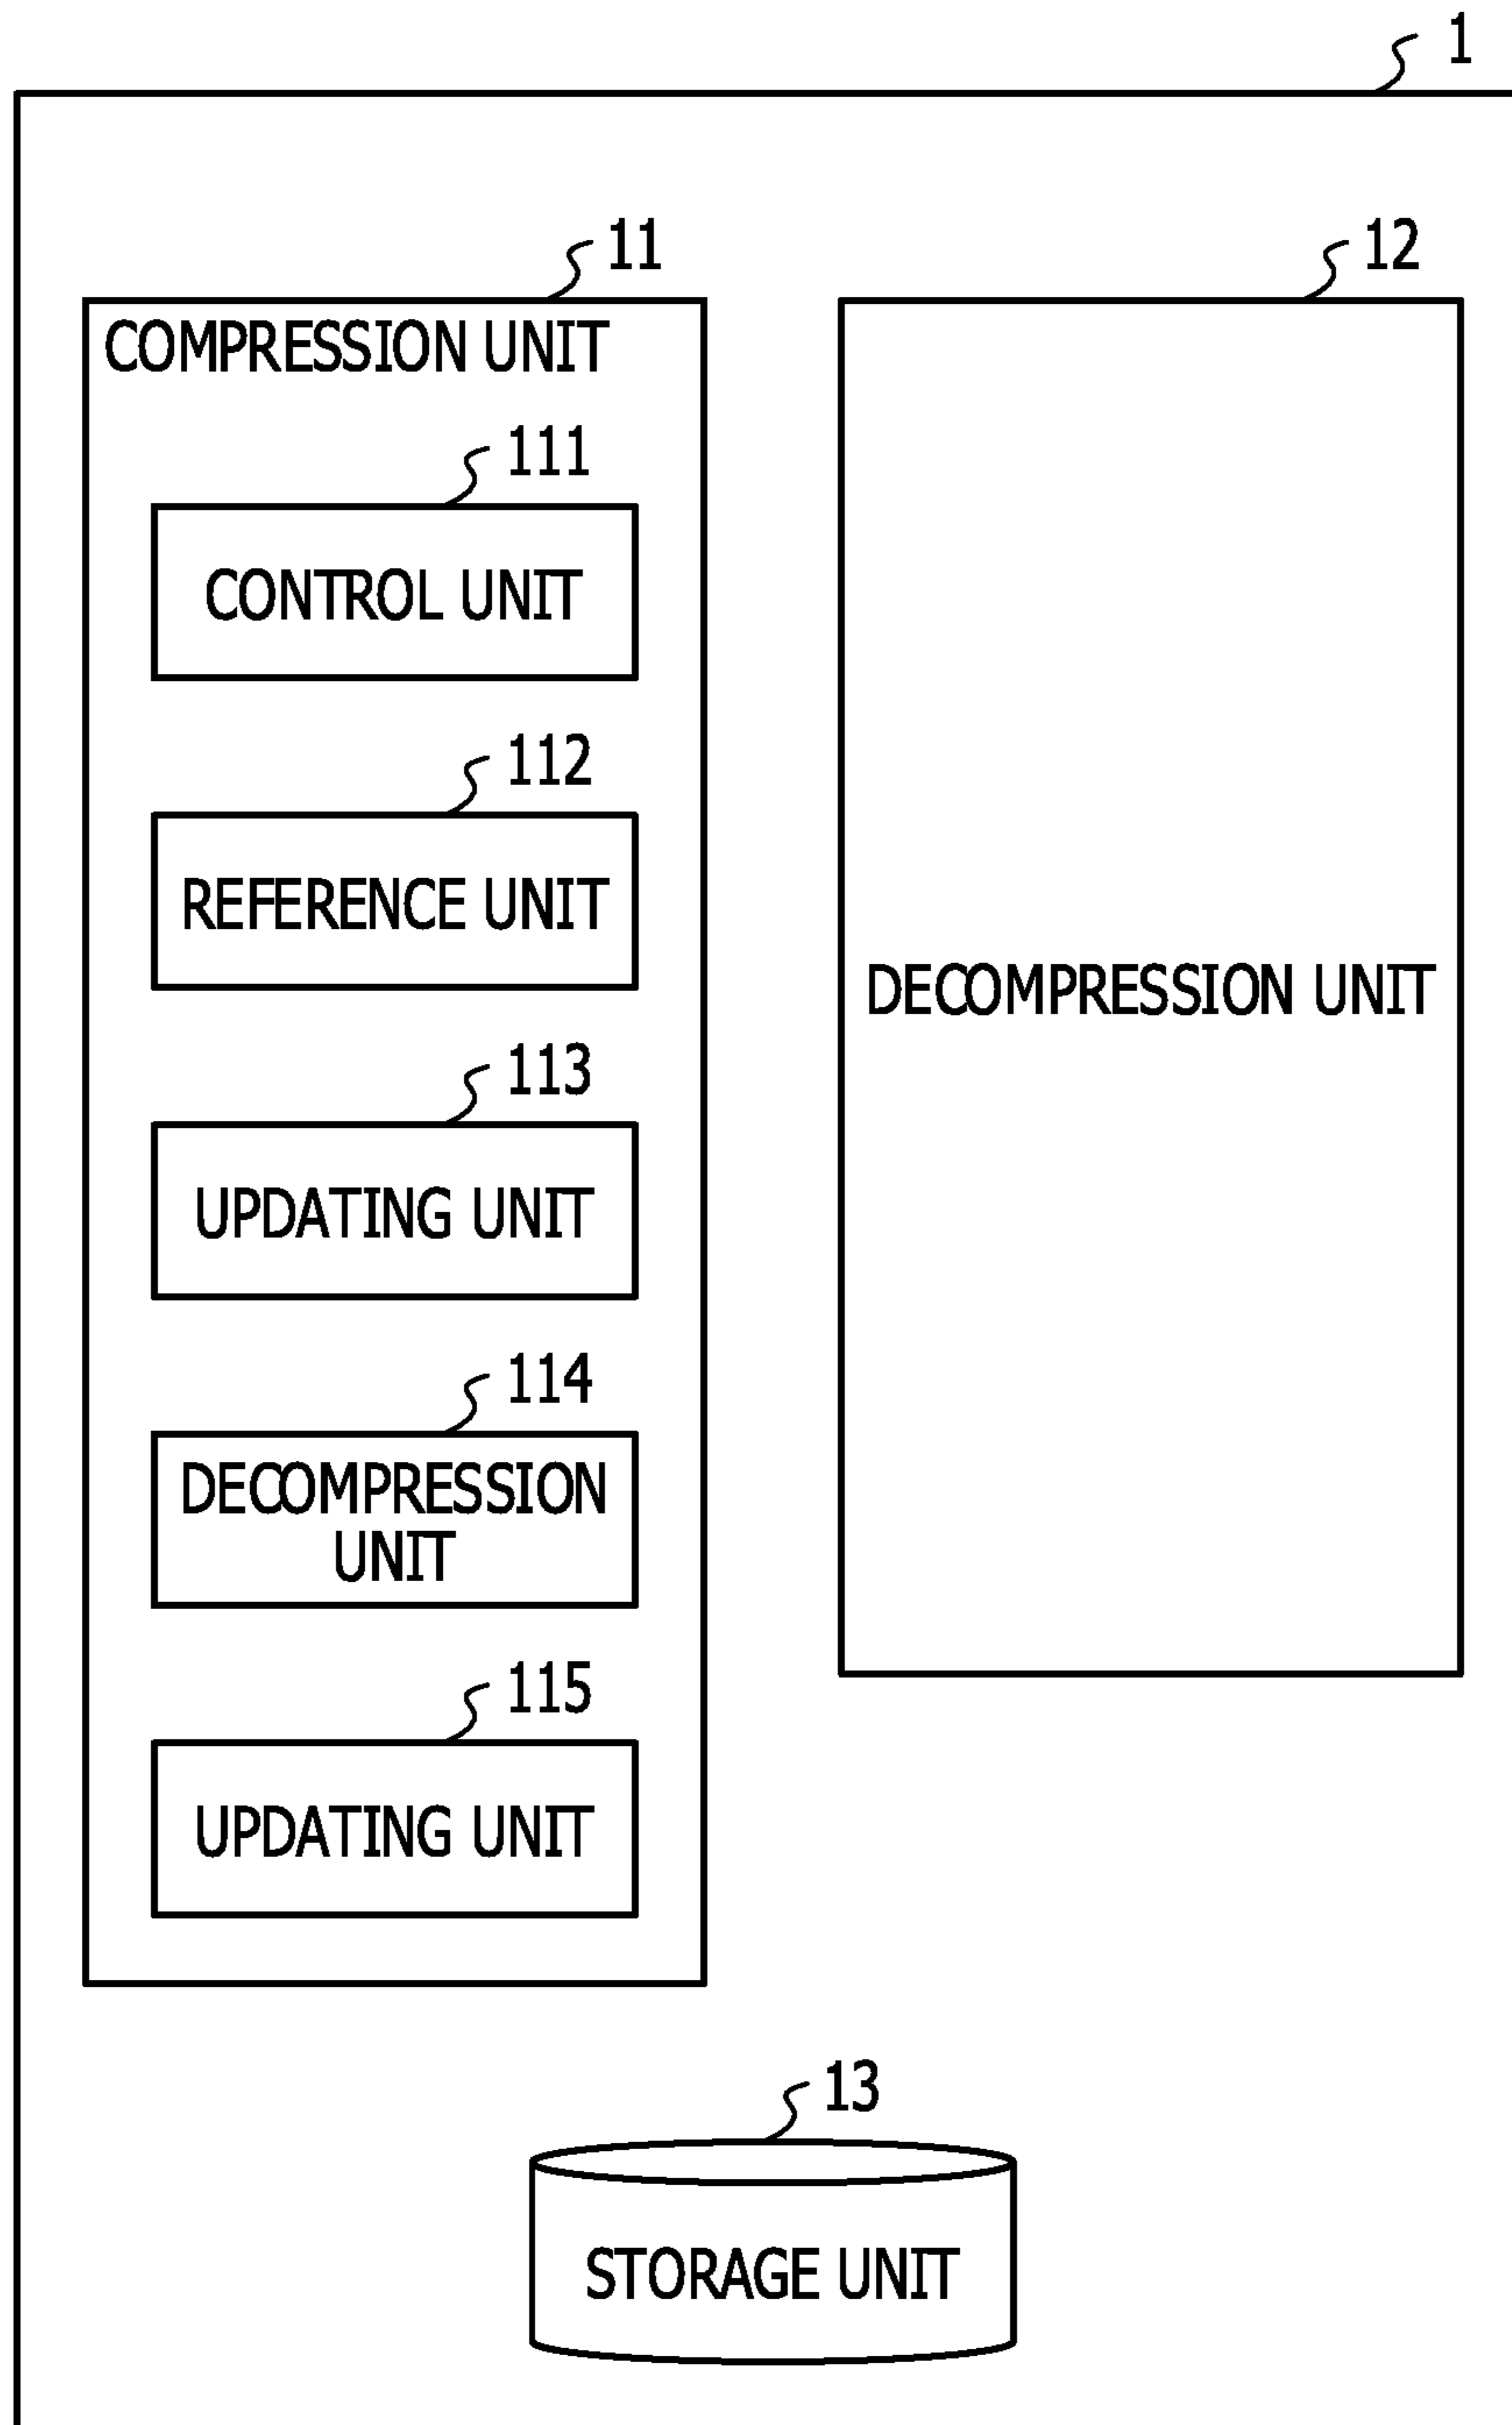 1
11
12
COMPRESSION UNIT
111
CONTROL UNIT
112
REFERENCE UNIT
113
UPDATING UNIT
114
DECOMPRESSION
UNIT
115
UPDATING UNIT
DECOMPRESSION UNIT
13
STORAGE UNIT